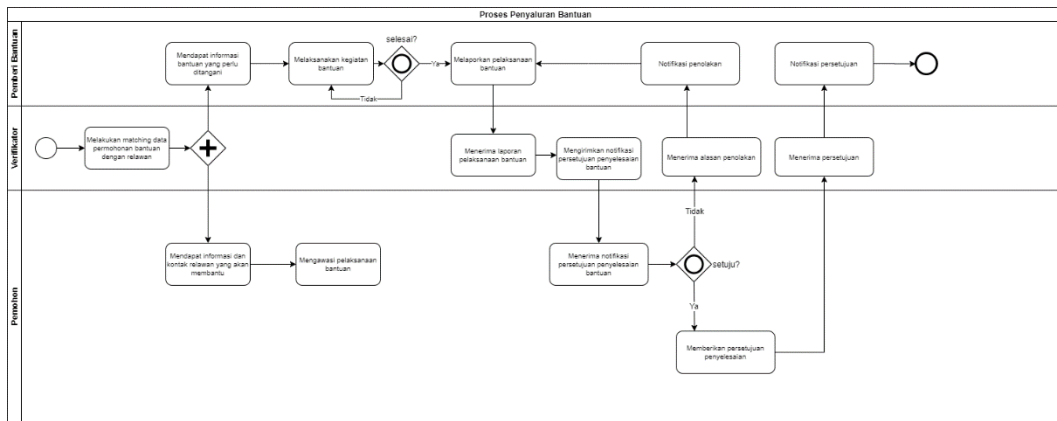 Proses Penyaluran Bantuan
Pemberi Bantuan
Mendapat informasi
bantuan yang perlu
ditangani
Melaksanakan kegiatan
bantuan
selesai?
Ya
Tidak
Melaporkan pelaksanaan
bantuan
Notifikasi penolakan
Notifikasi persetujuan
Verifikator
Melakukan matching data
permohonan bantuan
dengan relawan
Menerima laporan
pelaksanaan bantuan
Mengirimkan notifikasi
persetujuan penyelesaian
bantuan
Menerima alasan penolakan
Menerima persetujuan
Pemohon
Mendapat informasi dan
kontak relawan yang akan
membantu
Mengawasi pelaksanaan
bantuan
Menerima notifikasi
persetujuan penyelesaian
bantuan
Tidak
setuju?
Ya
Memberikan persetujuan
penyelesaian